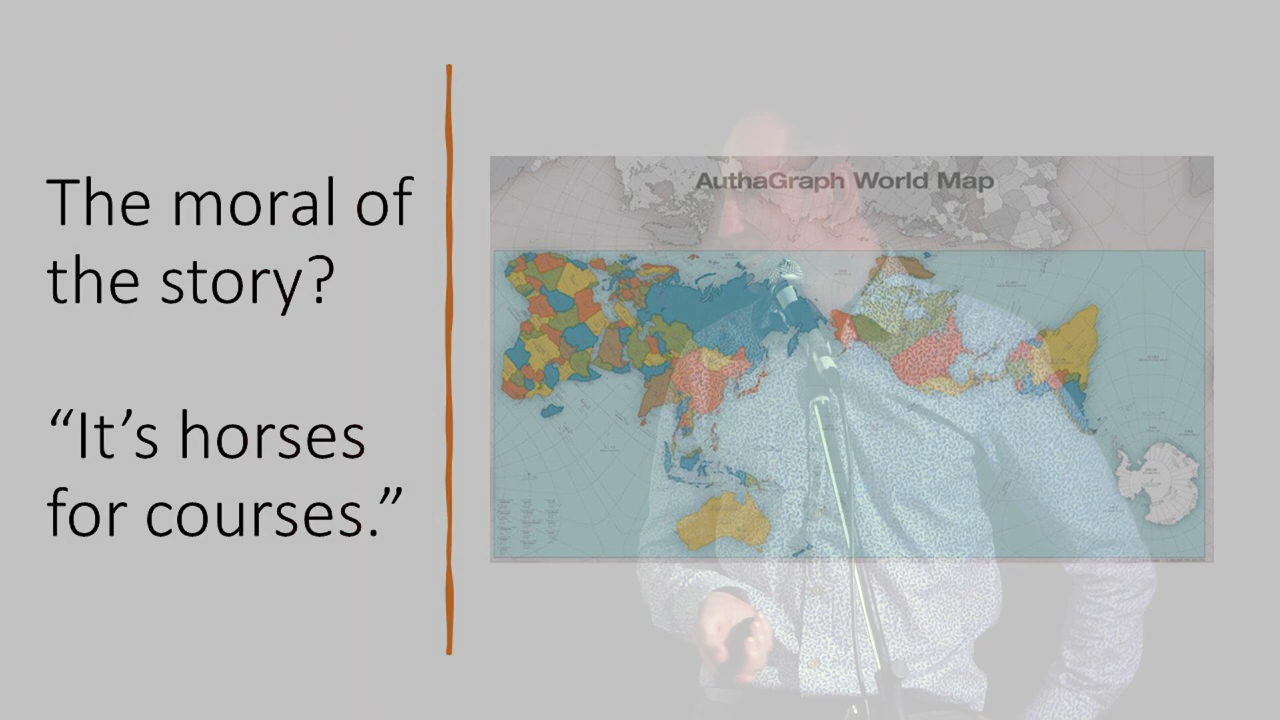 The moral of
the story?
“It’s horses
for courses.”
AuthaGraph World Map